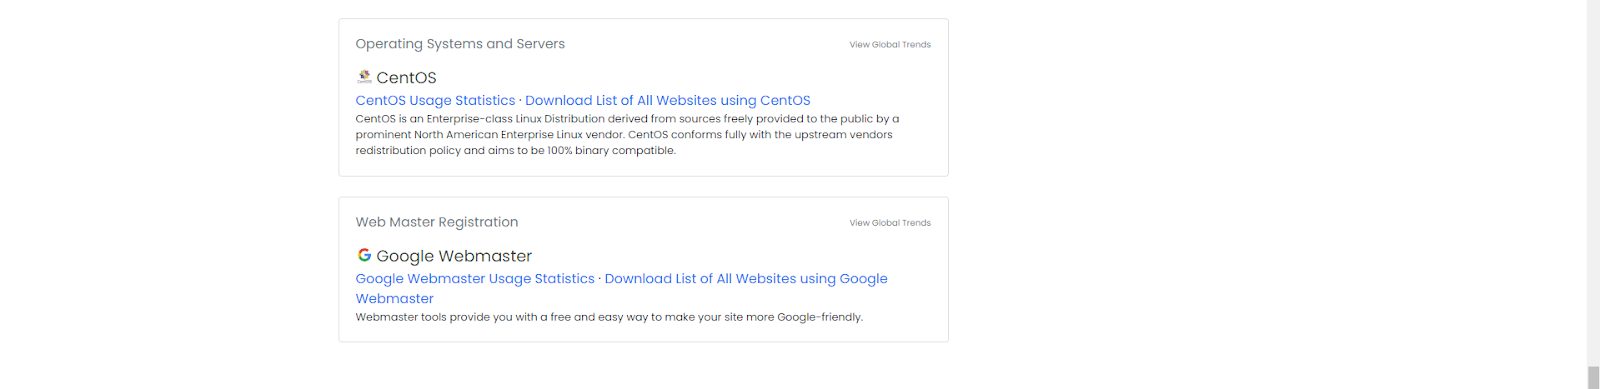 Operating Systems and Servers
View Global Trends
CentOS
CentOS Usage Statistics · Download List of All Websites using CentOS
CentOS is an Enterprise-class Linux Distribution derived from sources freely provided to the public by a
prominent North American Enterprise Linux vendor. CentOS conforms fully with the upstream vendors
redistribution policy and aims to be 100% binary compatible.
Web Master Registration
View Global Trends
Google Webmaster
Google Webmaster Usage Statistics · Download List of All Websites using Google
Webmaster
Webmaster tools provide you with a free and easy way to make your site more Google-friendly.